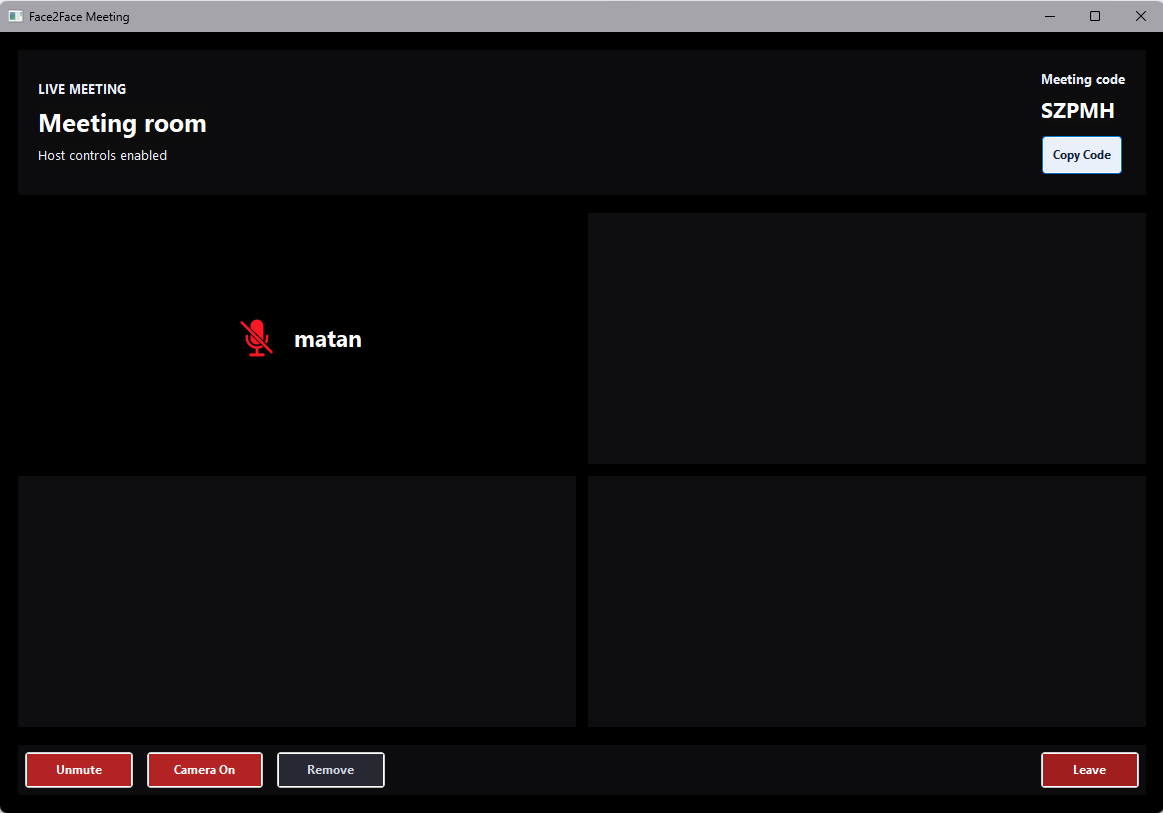 Face2Face Meeting
LIVE MEETING
Meeting room
Host controls enabled
Meeting code
SZPMH
Copy Code
matan
Unmute
Camera On
Remove
Leave